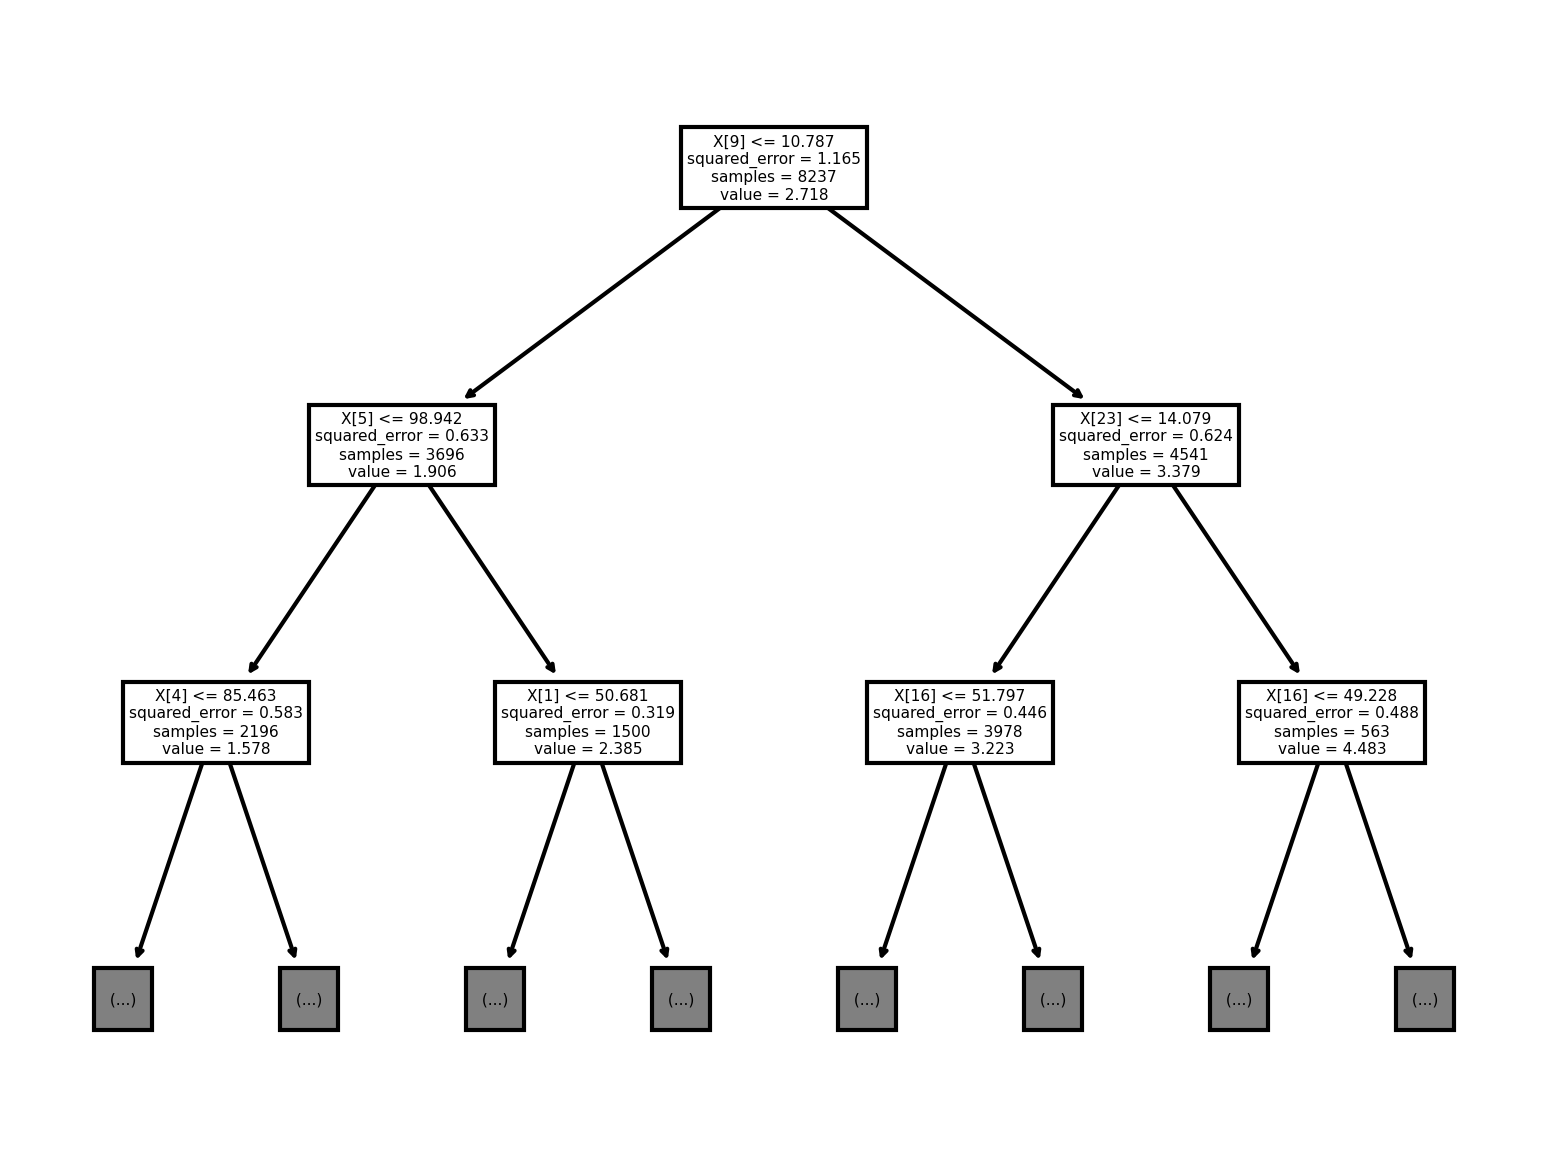 X[9] <= 10.787
squared_error = 1.165
samples = 8237
value = 2.718
X[5] <= 98.942
squared_error = 0.633
samples = 3696
value = 1.906
X[23] <= 14.079
squared_error = 0.624
samples = 4541
value = 3.379
X[4] <= 85.463
squared_error = 0.583
samples = 2196
value = 1.578
X[1] <= 50.681
squared_error = 0.319
samples = 1500
value = 2.385
X[16] <= 51.797
squared_error = 0.446
samples = 3978
value = 3.223
X[16] <= 49.228
squared_error = 0.488
samples = 563
value = 4.483
(...)
(...)
(...)
(...)
(...)
(...)
(...)
(...)